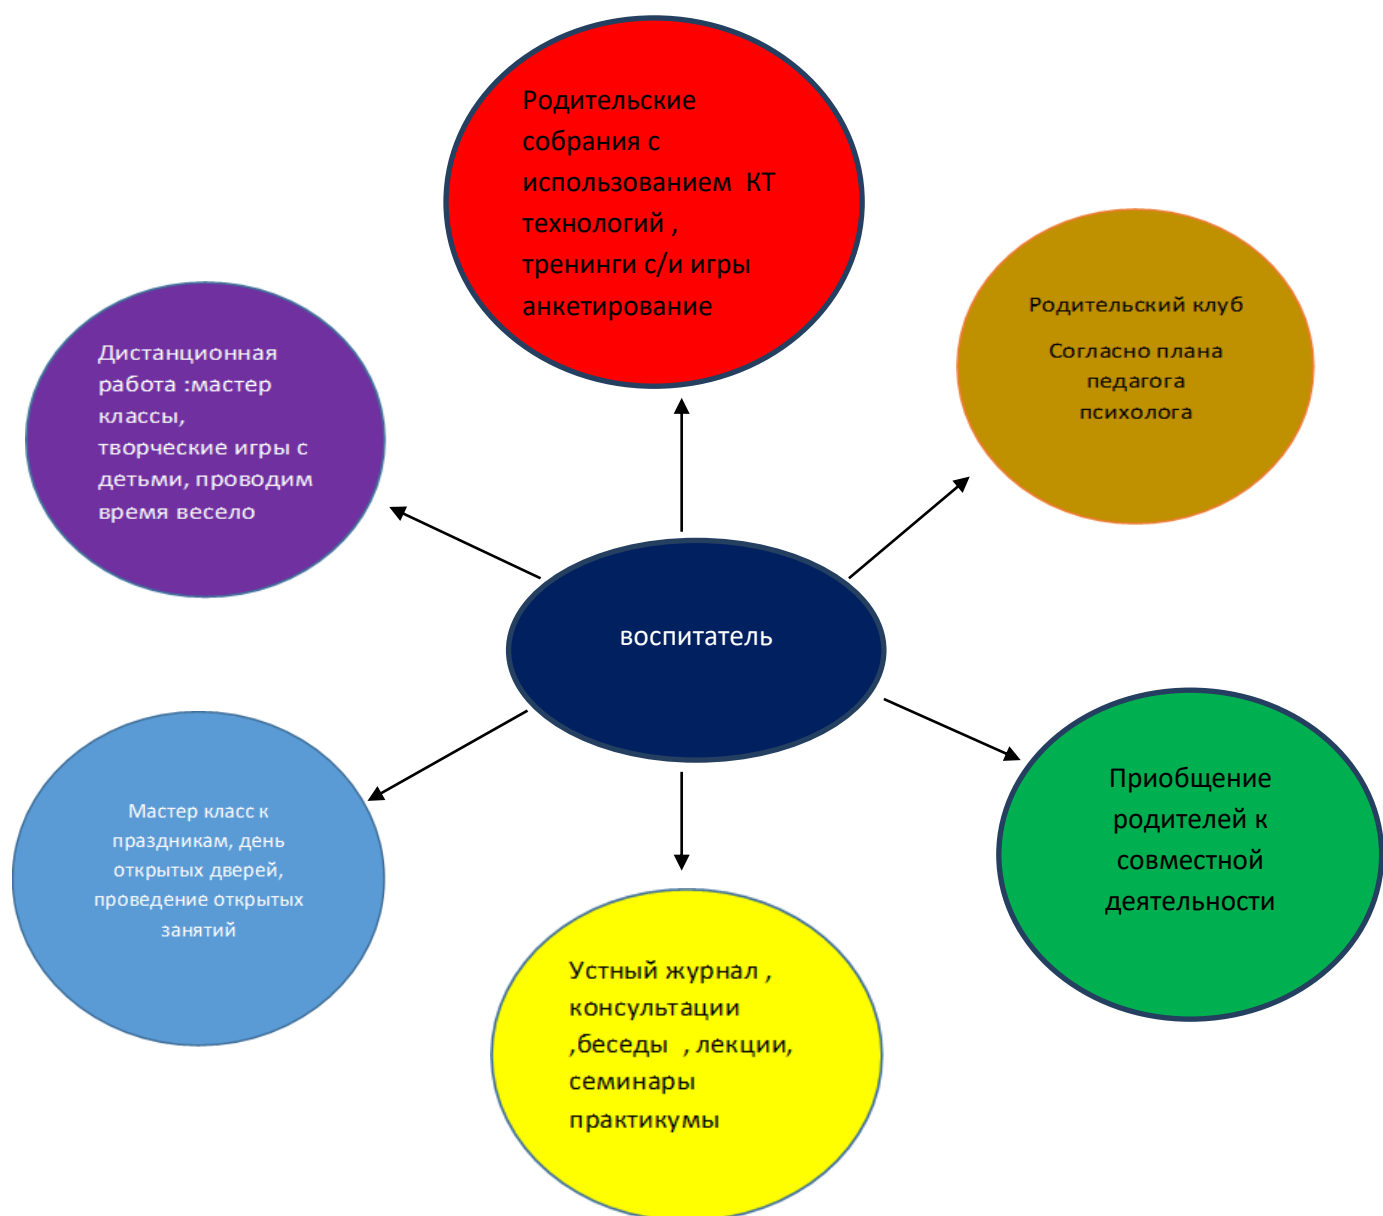 Родительские
собрания с
использованием КТ
технологий ,
тренинги с/и игры
анкетирование
Родительский клуб
Согласно плана
педагога
психолога
Дистанционная
работа :мастер
классы,
творческие игры с
детьми, проводим
время весело
воспитатель
Приобщение
родителей к
совместной
деятельности
Мастер класс к
праздникам, день
открытых дверей,
проведение открытых
занятий
Устный журнал ,
консультации
,беседы , лекции,
семинары
практикумы